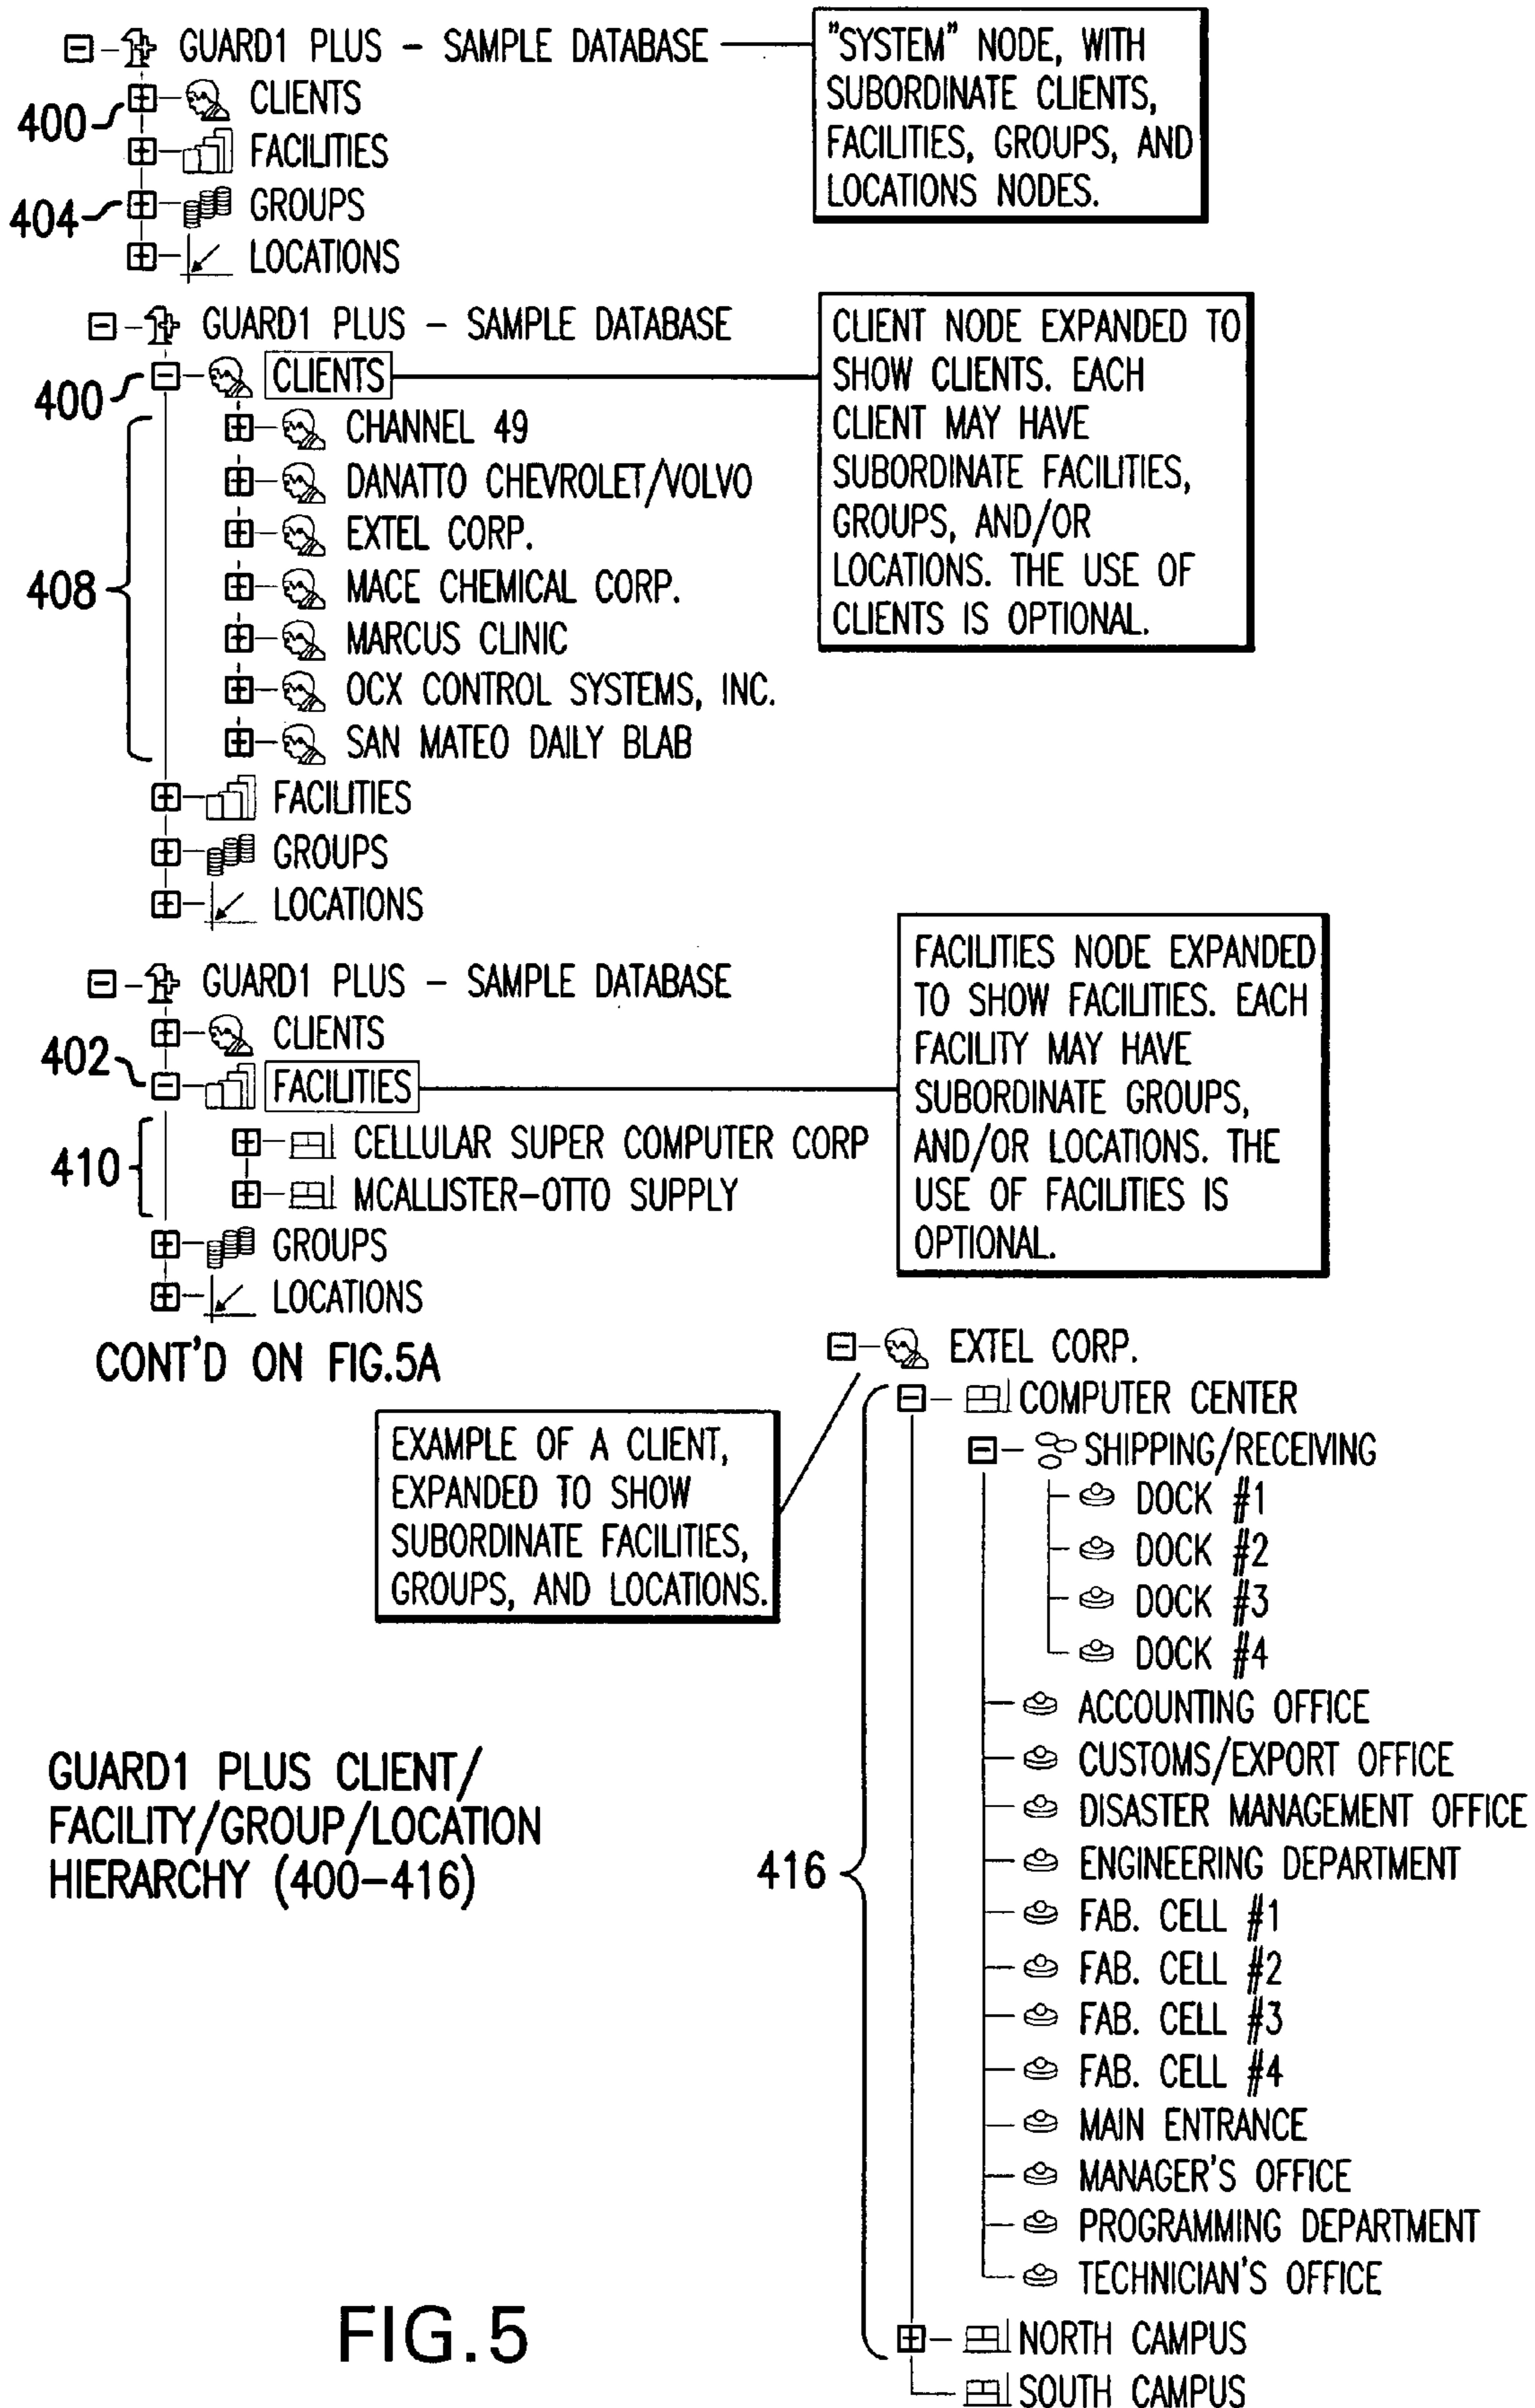 GUARD1 PLUS - SAMPLE DATABASE
400
CLIENTS
FACILITIES
404
GROUPS
LOCATIONS
"SYSTEM" NODE, WITH
SUBORDINATE CLIENTS,
FACILITIES, GROUPS, AND
LOCATIONS NODES.
GUARD1 PLUS - SAMPLE DATABASE
400
CLIENTS
408
CHANNEL 49
DANATTO CHEVROLET/VOLVO
EXTEL CORP.
MACE CHEMICAL CORP.
MARCUS CLINIC
OCX CONTROL SYSTEMS, INC.
SAN MATEO DAILY BLAB
FACILITIES
GROUPS
LOCATIONS
CLIENT NODE EXPANDED TO
SHOW CLIENTS. EACH
CLIENT MAY HAVE
SUBORDINATE FACILITIES,
GROUPS, AND/OR
LOCATIONS. THE USE OF
CLIENTS IS OPTIONAL.
GUARD1 PLUS - SAMPLE DATABASE
CLIENTS
402
FACILITIES
410
CELLULAR SUPER COMPUTER CORP
MCALLISTER-OTTO SUPPLY
GROUPS
LOCATIONS
FACILITIES NODE EXPANDED
TO SHOW FACILITIES. EACH
FACILITY MAY HAVE
SUBORDINATE GROUPS,
AND/OR LOCATIONS. THE
USE OF FACILITIES IS
OPTIONAL.
CONT'D ON FIG.5A
EXAMPLE OF A CLIENT,
EXPANDED TO SHOW
SUBORDINATE FACILITIES,
GROUPS, AND LOCATIONS.
EXTEL CORP.
416
COMPUTER CENTER
SHIPPING/RECEIVING
DOCK #1
DOCK #2
DOCK #3
DOCK #4
ACCOUNTING OFFICE
CUSTOMS/EXPORT OFFICE
DISASTER MANAGEMENT OFFICE
ENGINEERING DEPARTMENT
FAB. CELL #1
FAB. CELL #2
FAB. CELL #3
FAB. CELL #4
MAIN ENTRANCE
MANAGER'S OFFICE
PROGRAMMING DEPARTMENT
TECHNICIAN'S OFFICE
NORTH CAMPUS
SOUTH CAMPUS
GUARD1 PLUS CLIENT/
FACILITY/GROUP/LOCATION
HIERARCHY (400-416)
FIG.5